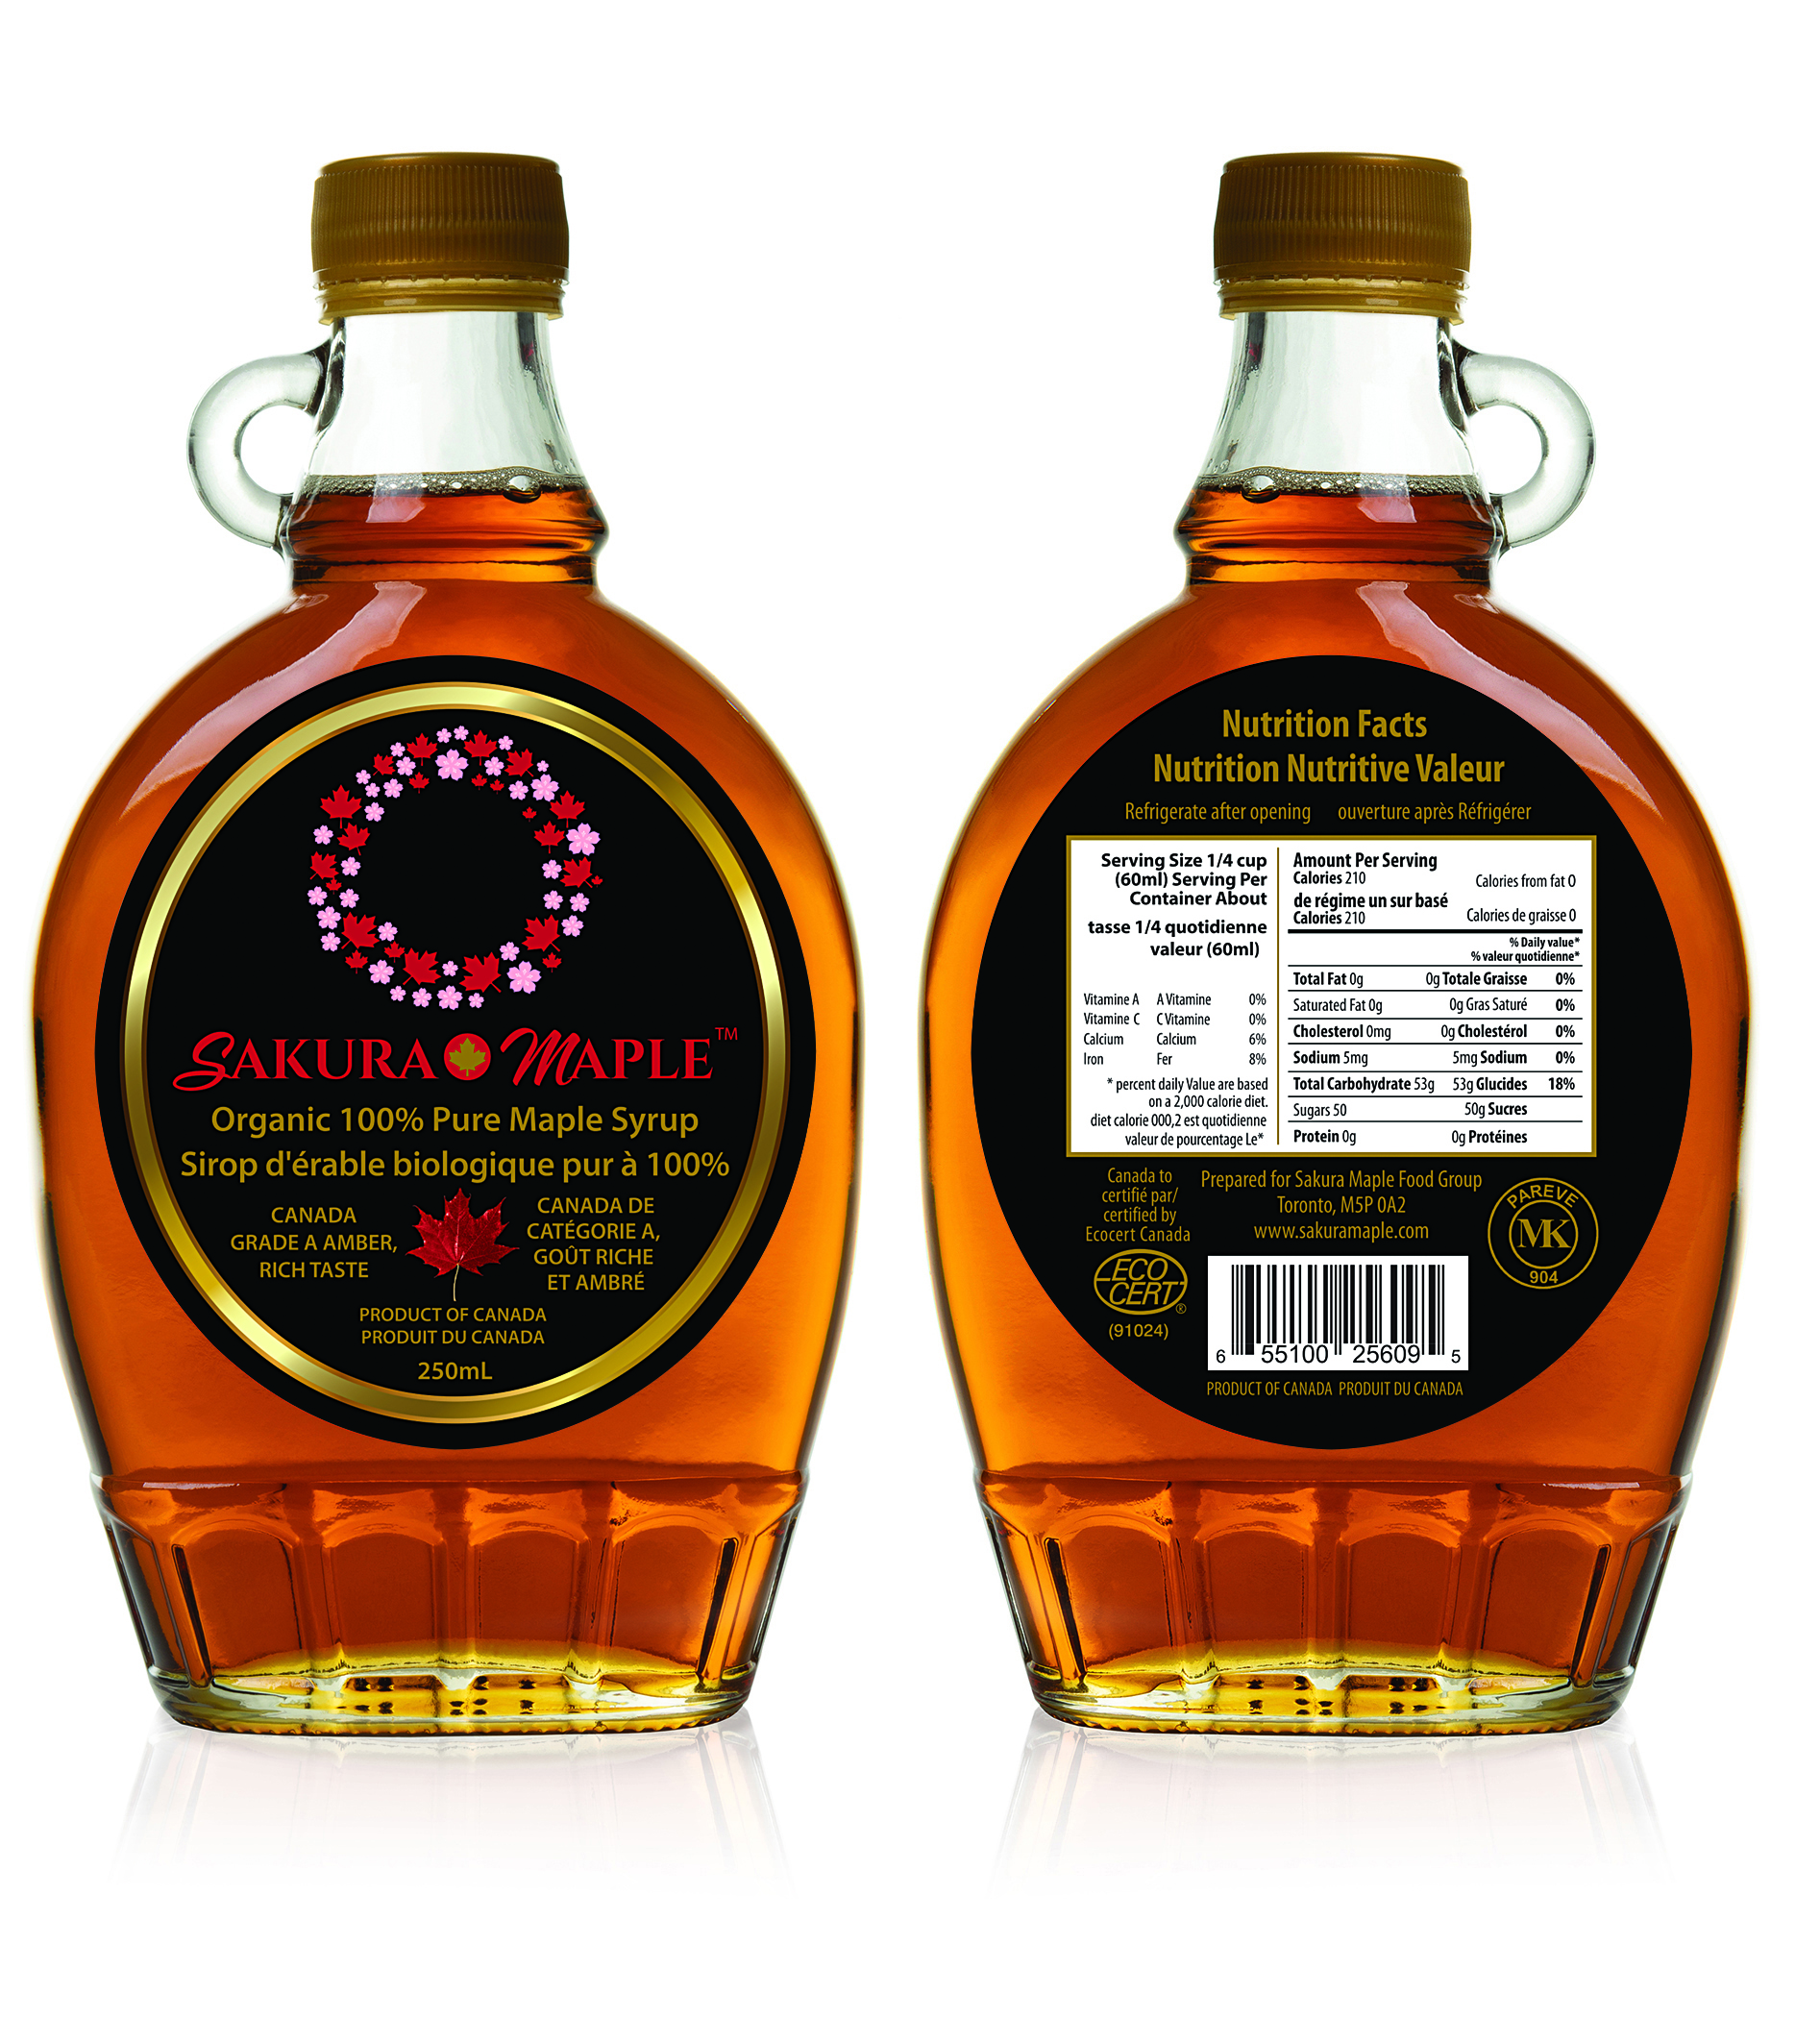 SAKURA MAPLE™
Organic 100% Pure Maple Syrup
Sirop d'érable biologique pur à 100%
CANADA
GRADE A AMBER,
RICH TASTE
CANADA DE
CATÉGORIE A,
GOÛT RICHE
ET AMBRÉ
PRODUCT OF CANADA
PRODUIT DU CANADA
250mL
Nutrition Facts
Nutrition Nutritive Valeur
Refrigerate after opening ouverture après Réfrigérer
Serving Size 1/4 cup
(60ml) Serving Per
Container About
tasse 1/4 quotidienne
valeur (60ml)
Vitamine A A Vitamine 0%
Vitamine C C Vitamine 0%
Calcium Calcium 6%
Iron Fer 8%
* percent daily Value are based
on a 2,000 calorie diet.
diet calorie 000,2 est quotidienne
valeur de pourcentage Le*
Amount Per Serving
Calories 210 Calories from fat 0
de régime un sur basé
Calories 210 Calories de graisse 0
% Daily value*
% valeur quotidienne*
Total Fat 0g 0g Totale Graisse 0%
Saturated Fat 0g 0g Gras Saturé 0%
Cholesterol 0mg 0g Cholestérol 0%
Sodium 5mg 5mg Sodium 0%
Total Carbohydrate 53g 53g Glucides 18%
Sugars 50 50g Sucres
Protein 0g 0g Protéines
Canada to
certifié par/
certified by
Ecocert Canada
ECO
CERT®
(91024)
Prepared for Sakura Maple Food Group
Toronto, M5P 0A2
www.sakuramaple.com
PAREVE
MK
904
6 55100 25609 5
PRODUCT OF CANADA PRODUIT DU CANADA